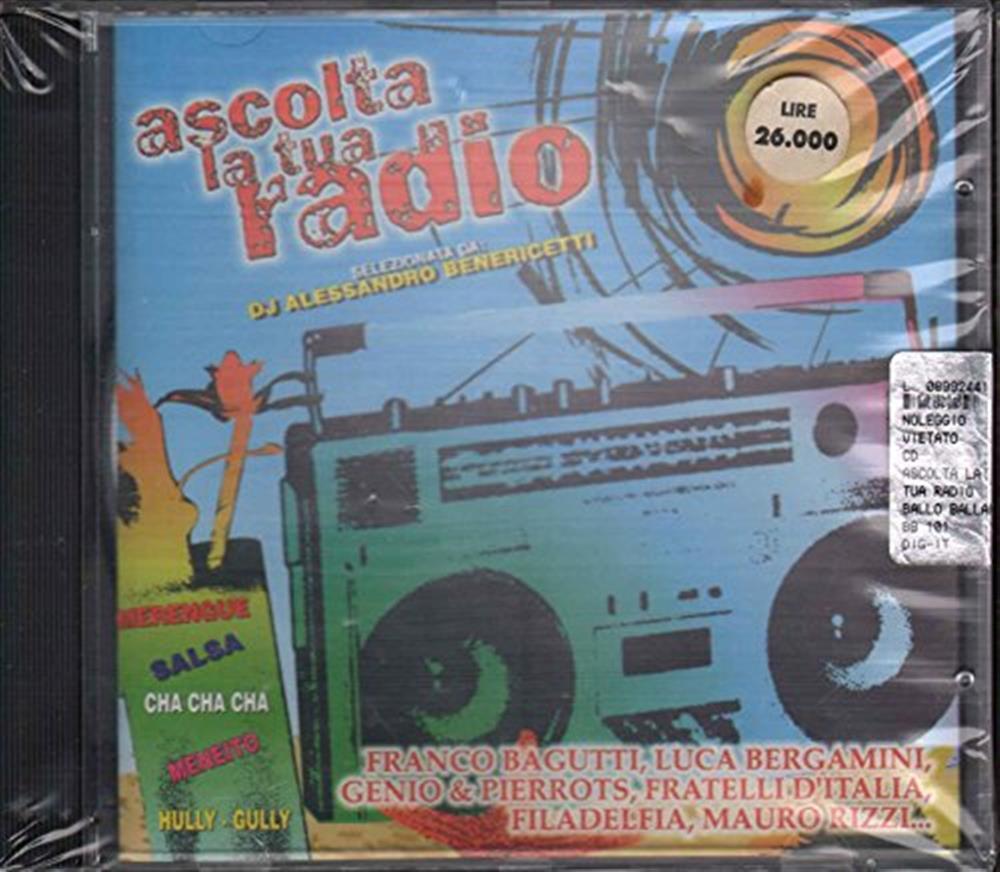 ascolta
la tua
radio
SELEZIONATA DA:
DJ ALESSANDRO BENERICETTI
LIRE
26.000
L. 08992441
NOLEGGIO
VIETATO
CD
ASCOLTA LA
TUA RADIO
BALLO BALLA
BB 101
DIG-IT
MERENGUE
SALSA
CHA CHA CHA
MENEITO
HULLY - GULLY
FRANCO BAGUTTI, LUCA BERGAMINI,
GENIO & PIERROTS, FRATELLI D'ITALIA,
FILADELFIA, MAURO RIZZI...